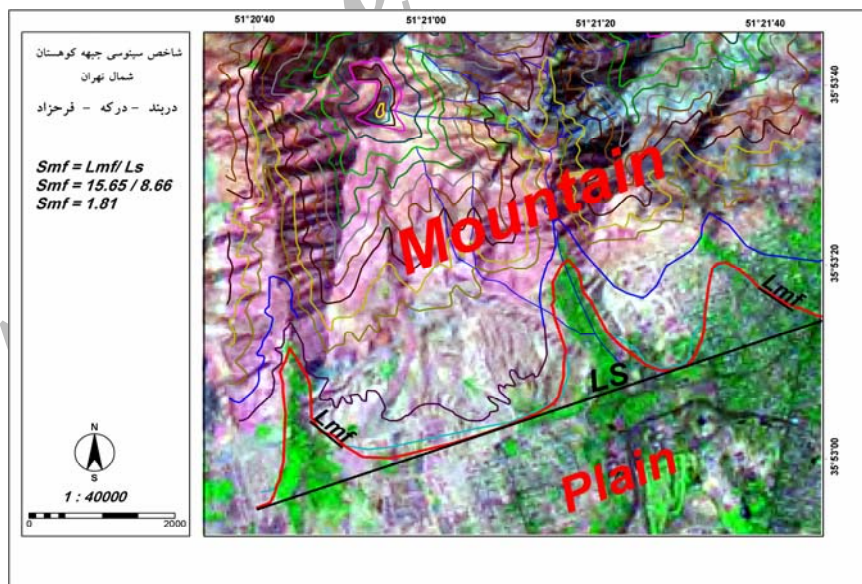 51°20'40
51°21'00
51°21'20
51°21'40
شاخص سینوسی جبهه کوهستان
شمال تهران
دربند - درکه - فرحزاد
Smf = Lmf/ Ls
Smf = 15.65 / 8.66
Smf = 1.81
N
S
1 : 40000
0
2000
Mountain
Lmf
LS
Lmf
Plain
35°53'40
35°53'20
35°53'00